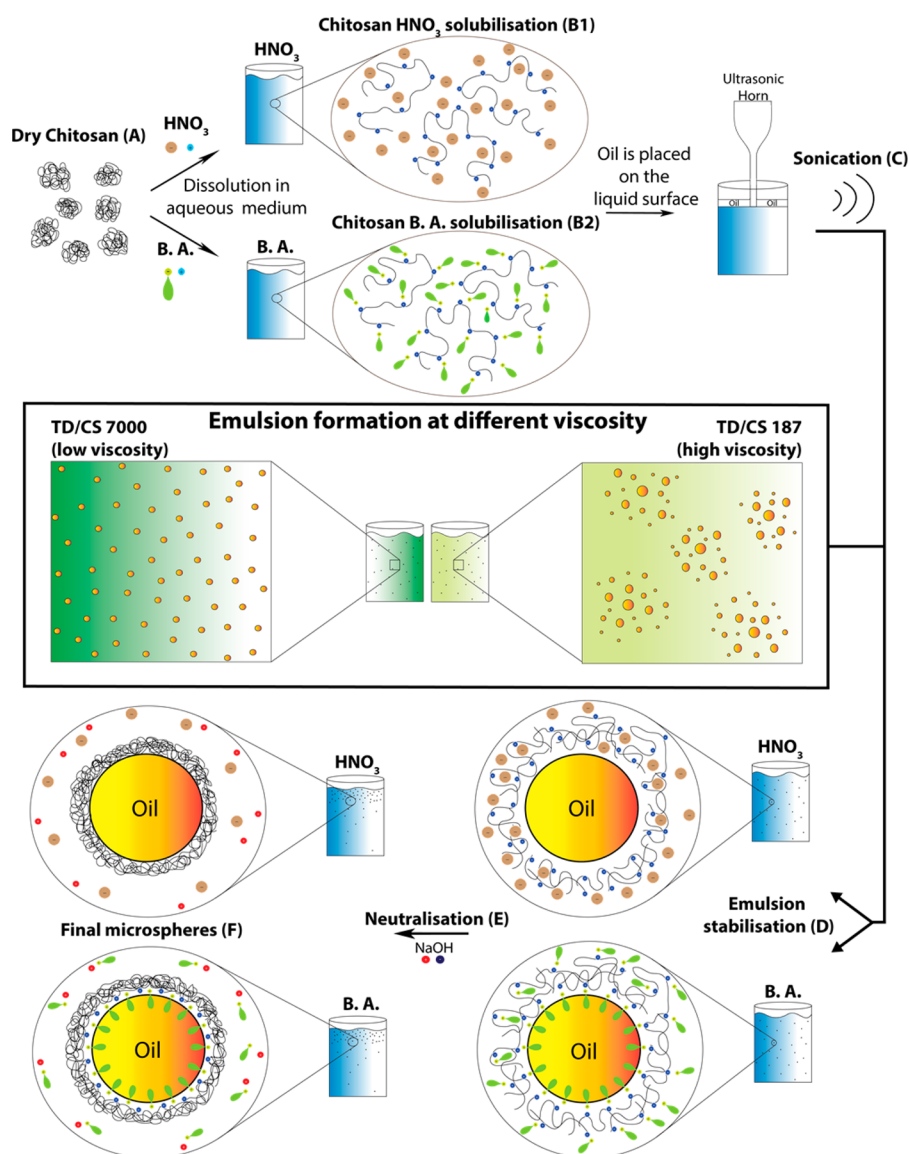 Chitosan HNO3 solubilisation (B1)
HNO3
Ultrasonic
Horn
Dry Chitosan (A)
HNO3
Dissolution in
aqueous medium
Oil is placed
on the
liquid surface
Sonication (C)
Oil
Oil
Chitosan B. A. solubilisation (B2)
B. A.
B. A.
Emulsion formation at different viscosity
TD/CS 7000
(low viscosity)
TD/CS 187
(high viscosity)
Oil
HNO3
Oil
HNO3
Final microspheres (F)
Neutralisation (E)
NaOH
Emulsion
stabilisation (D)
Oil
B. A.
Oil
B. A.